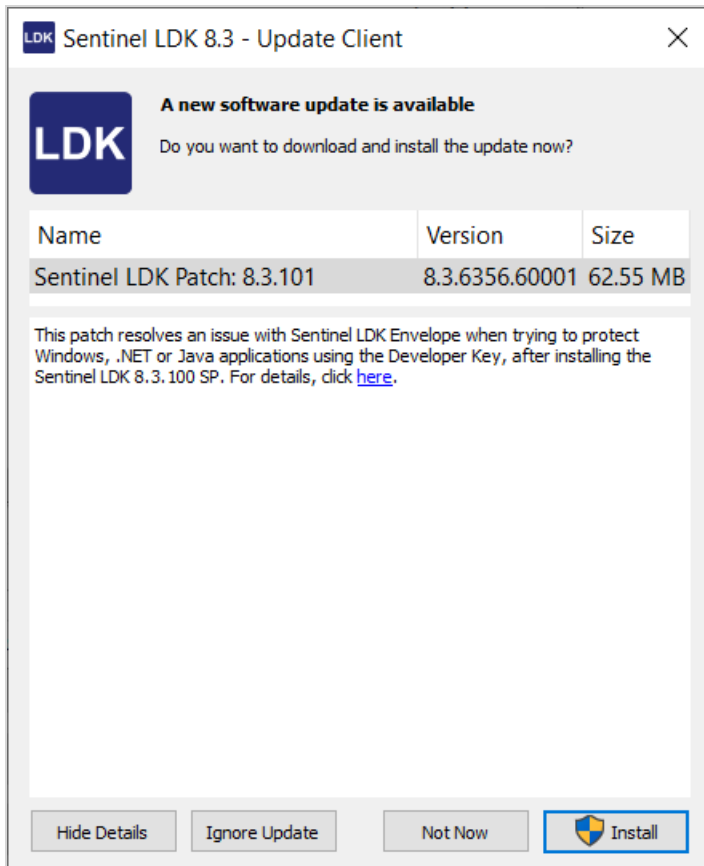 LDK Sentinel LDK 8.3 - Update Client
LDK
A new software update is available
Do you want to download and install the update now?
Name Version Size
Sentinel LDK Patch: 8.3.101 8.3.6356.60001 62.55 MB
This patch resolves an issue with Sentinel LDK Envelope when trying to protect
Windows, .NET or Java applications using the Developer Key, after installing the
Sentinel LDK 8.3.100 SP. For details, click here.
Hide Details Ignore Update Not Now Install